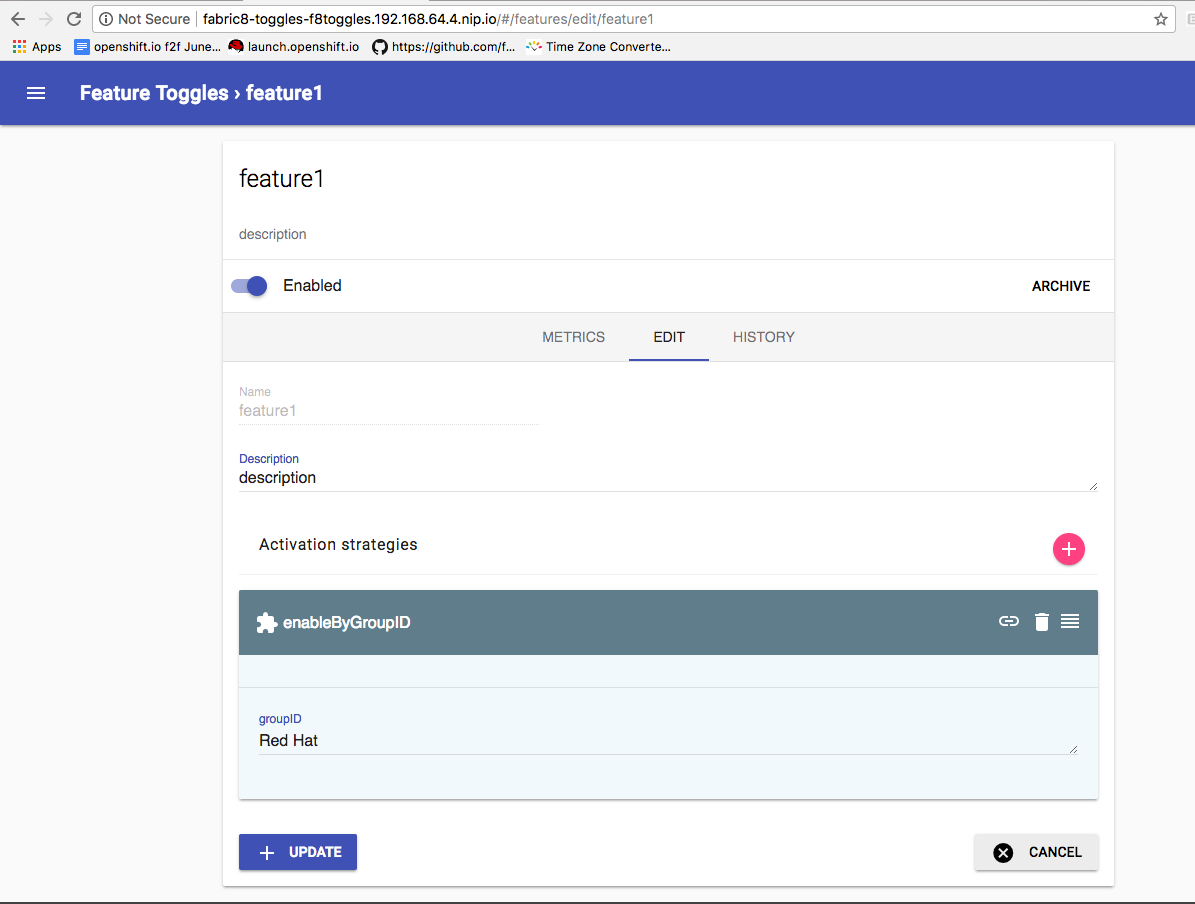 Not Secure fabric8-toggles-f8toggles.192.168.64.4.nip.io/#/features/edit/feature1
Apps openshift.io f2f June... launch.openshift.io https://github.com/f... Time Zone Converte...
Feature Toggles › feature1
feature1
description
Enabled ARCHIVE
METRICS EDIT HISTORY
Name
feature1
Description
description
Activation strategies
enableByGroupID
groupID
Red Hat
UPDATE CANCEL